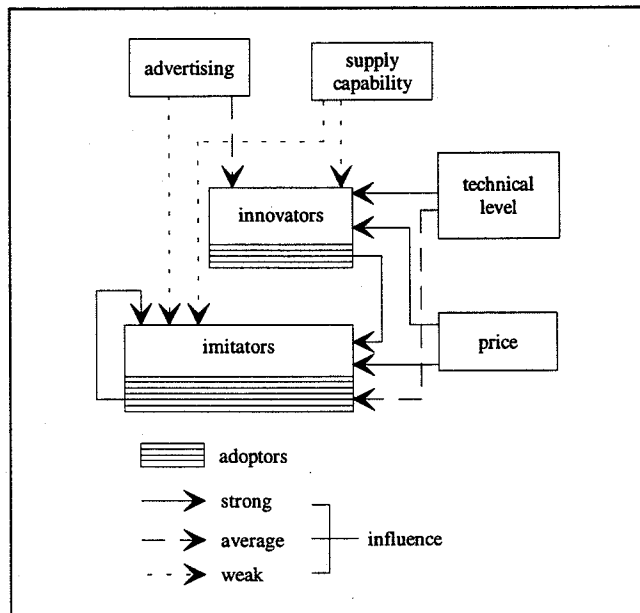 advertising
supply
capability
technical
level
innovators
imitators
price
adoptors
strong
average
influence
weak